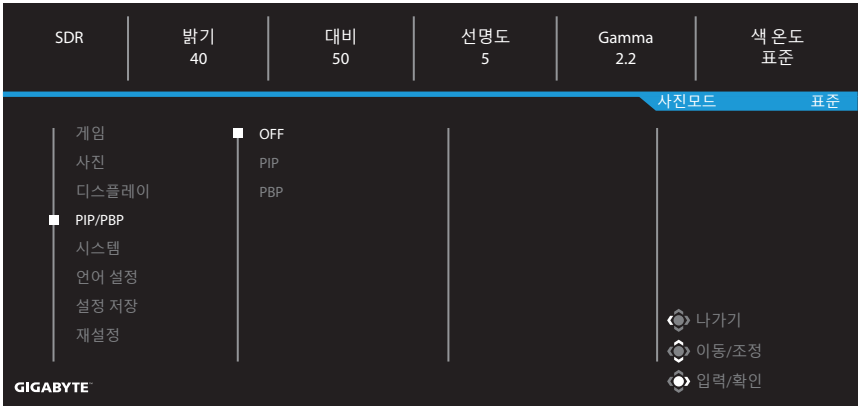 SDR 밝기 대비 선명도 Gamma 색 온도
40 50 5 2.2 표준
사진모드 표준
게임 OFF
사진 PIP
디스플레이 PBP
PIP/PBP
시스템
언어 설정
설정 저장
재설정
나가기
이동/조정
입력/확인
GIGABYTE™